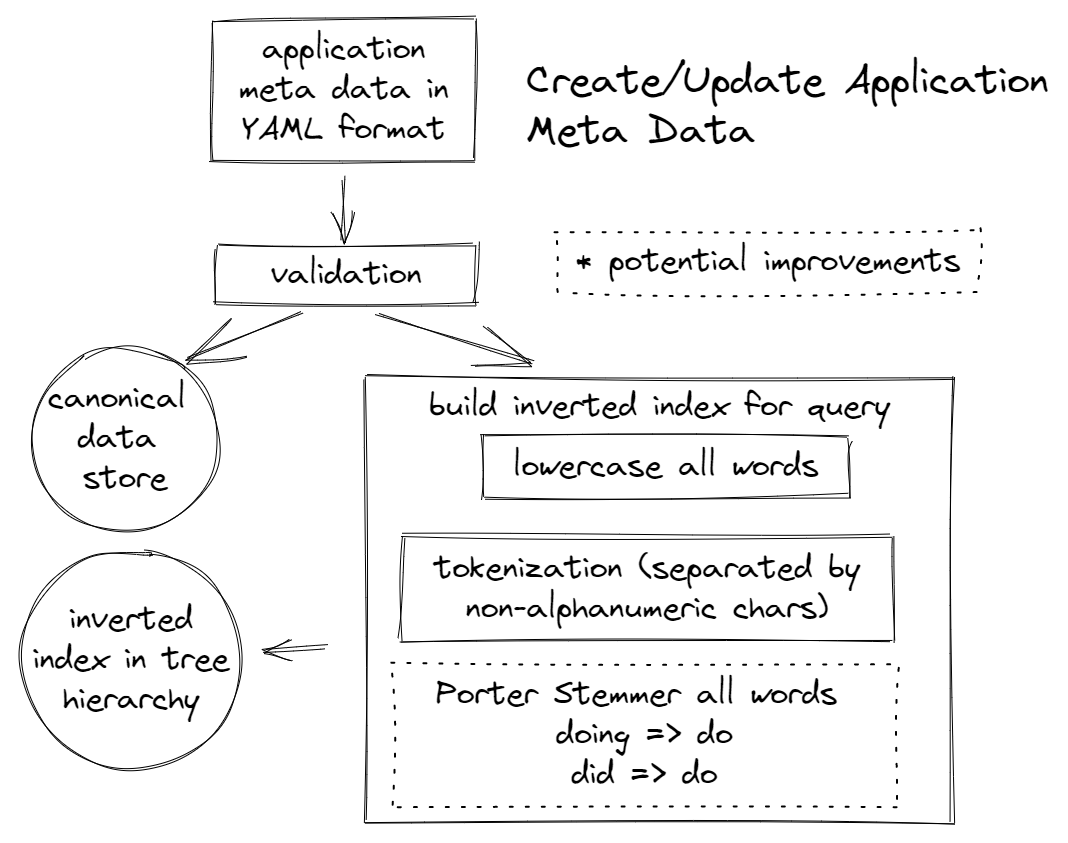 application
meta data in
YAML format
Create/Update Application
Meta Data
validation
* potential improvements
canonical
data
store
build inverted index for query
lowercase all words
tokenization (separated by
non-alphanumeric chars)
Porter Stemmer all words
doing => do
did => do
inverted
index in tree
hierarchy